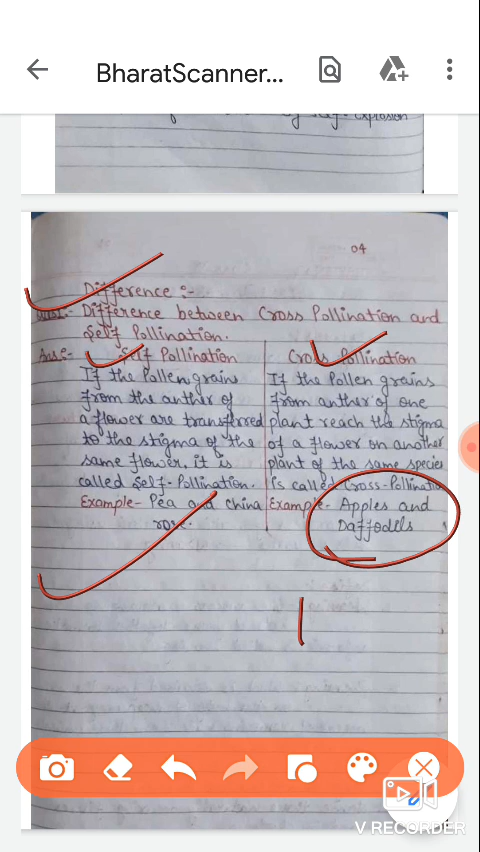 BharatScanner...
04
Difference :-
Difference between Cross Pollination and
Self Pollination.
Ans:- Self Pollination
If the Pollen grains
from the anther of
a flower are transferred
to the stigma of the
same flower, it is
called Self-Pollination.
Example- Pea and China
rose.
Cross Pollination
If the Pollen grains
from anther of one
plant reach the stigma
of a flower on another
plant of the same species
is called Cross-Pollination
Example- Apples and
Daffodels
V RECORDER